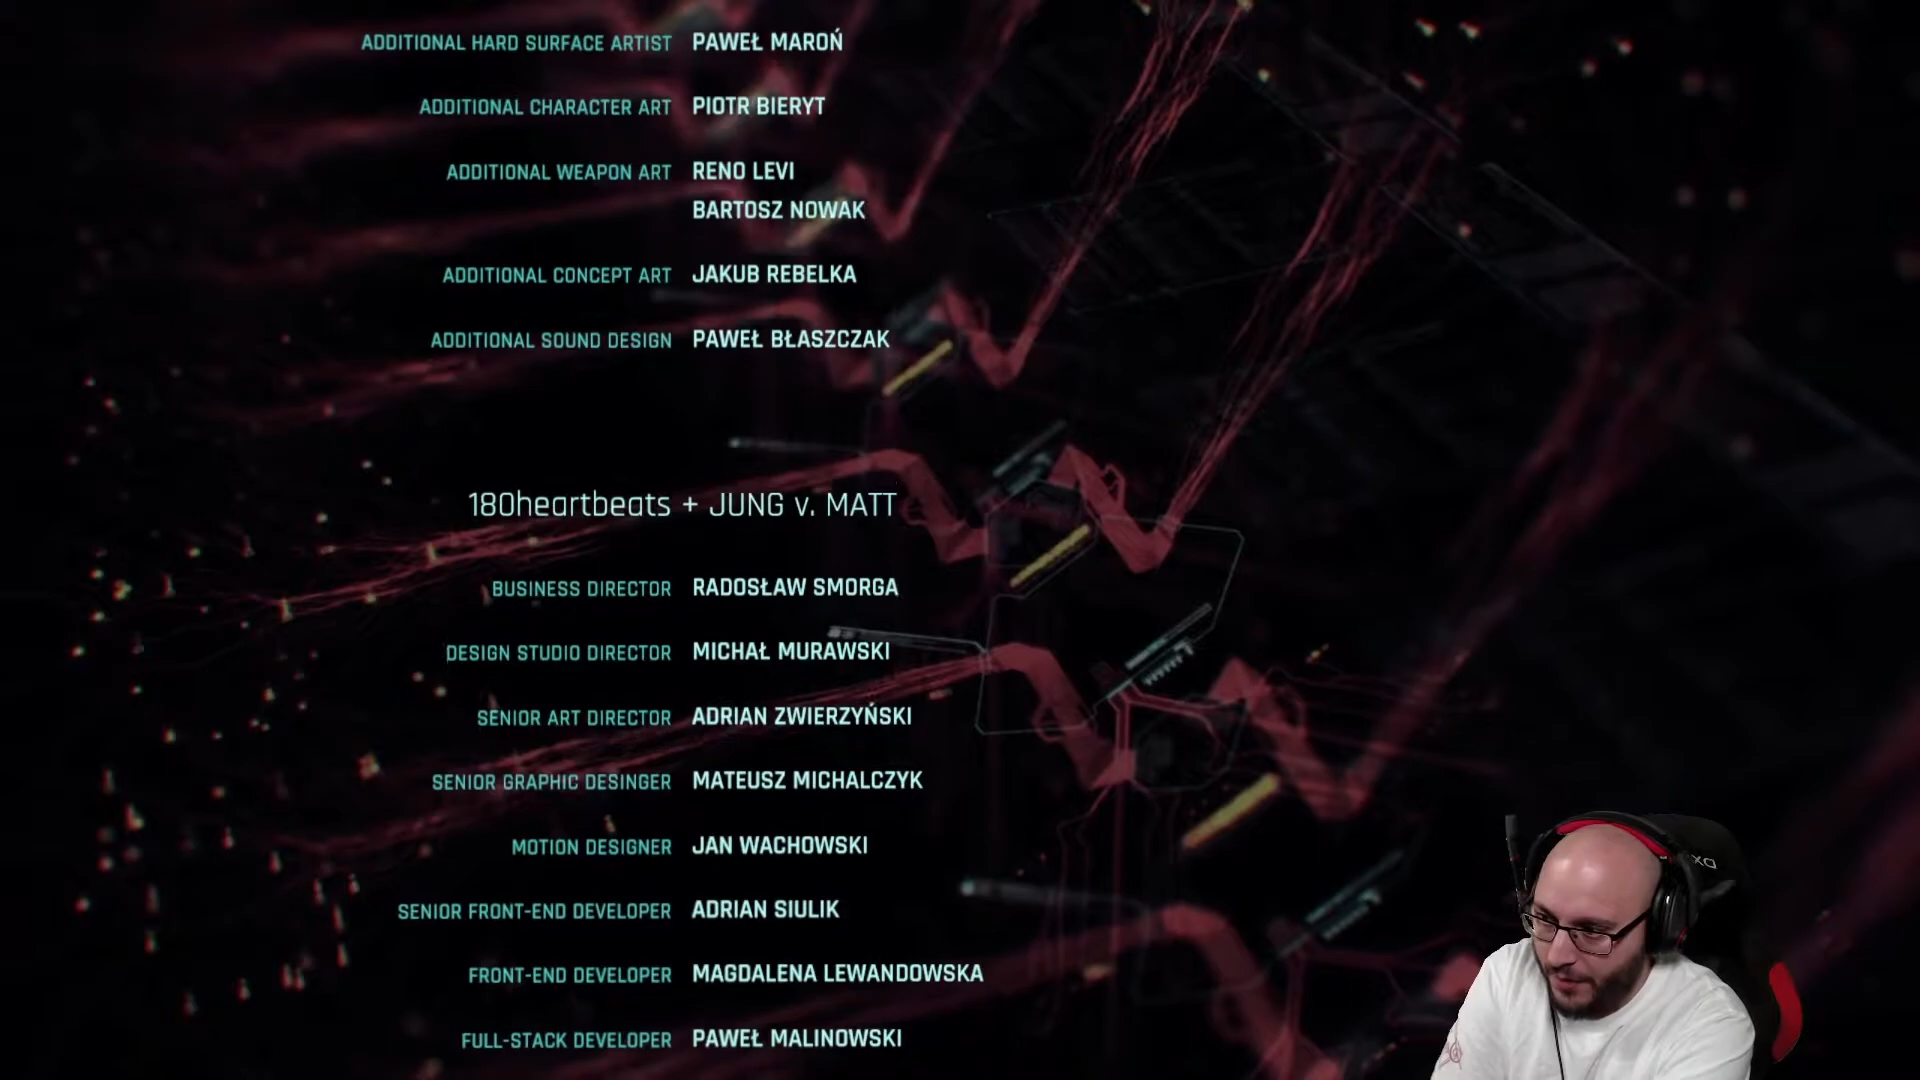 ADDITIONAL HARD SURFACE ARTIST PAWEŁ MAROŃ
ADDITIONAL CHARACTER ART PIOTR BIERYT
ADDITIONAL WEAPON ART RENO LEVI
BARTOSZ NOWAK
ADDITIONAL CONCEPT ART JAKUB REBELKA
ADDITIONAL SOUND DESIGN PAWEŁ BŁASZCZAK
180heartbeats + JUNG v. MATT
BUSINESS DIRECTOR RADOSŁAW SMORGA
DESIGN STUDIO DIRECTOR MICHAŁ MURAWSKI
SENIOR ART DIRECTOR ADRIAN ZWIERZYŃSKI
SENIOR GRAPHIC DESINGER MATEUSZ MICHALCZYK
MOTION DESIGNER JAN WACHOWSKI
SENIOR FRONT-END DEVELOPER ADRIAN SIULIK
FRONT-END DEVELOPER MAGDALENA LEWANDOWSKA
FULL-STACK DEVELOPER PAWEŁ MALINOWSKI